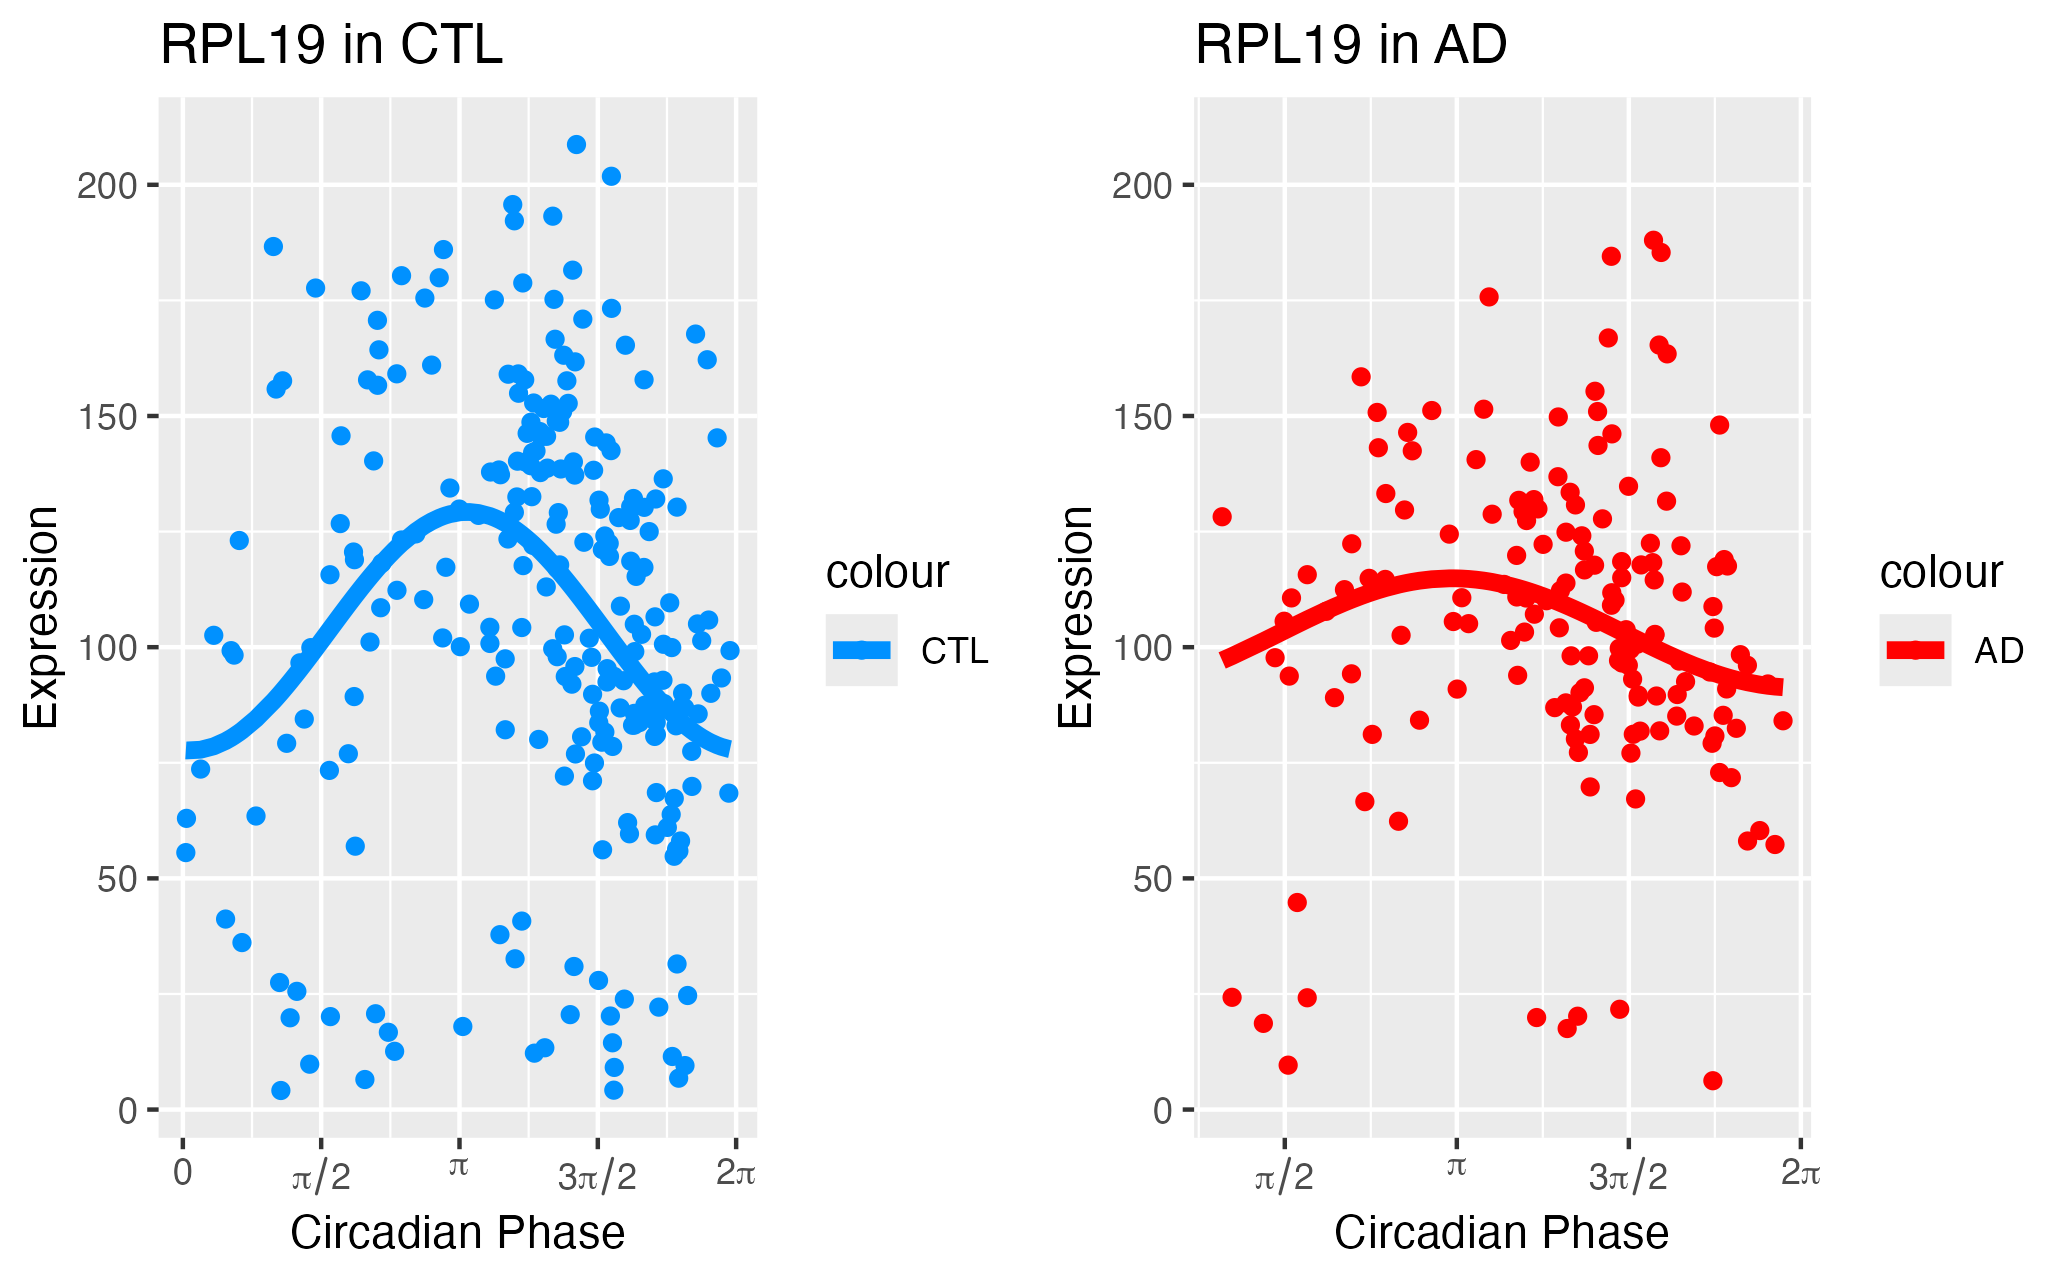 RPL19 in CTL
200
150
100
50
0
Expression
0
π/2
π
3π/2
2π
Circadian Phase
colour
CTL
RPL19 in AD
200
150
100
50
0
Expression
π/2
π
3π/2
2π
Circadian Phase
colour
AD